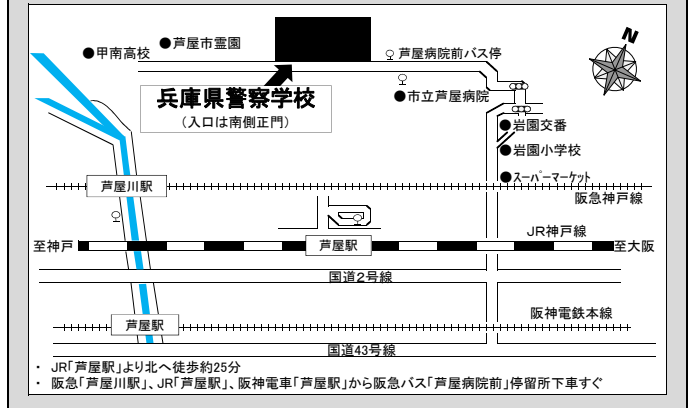 N
●芦屋市霊園
●甲南高校
芦屋病院前バス停
兵庫県警察学校
(入口は南側正門)
●市立芦屋病院
●岩園交番
●岩園小学校
●スーパーマーケット
芦屋川駅
阪急神戸線
JR神戸線
至神戸
芦屋駅
至大阪
国道2号線
阪神電鉄本線
芦屋駅
国道43号線
・ JR「芦屋駅」より北へ徒歩約25分
・ 阪急「芦屋川駅」、JR「芦屋駅」、阪神電車「芦屋駅」から阪急バス「芦屋病院前」停留所下車すぐ